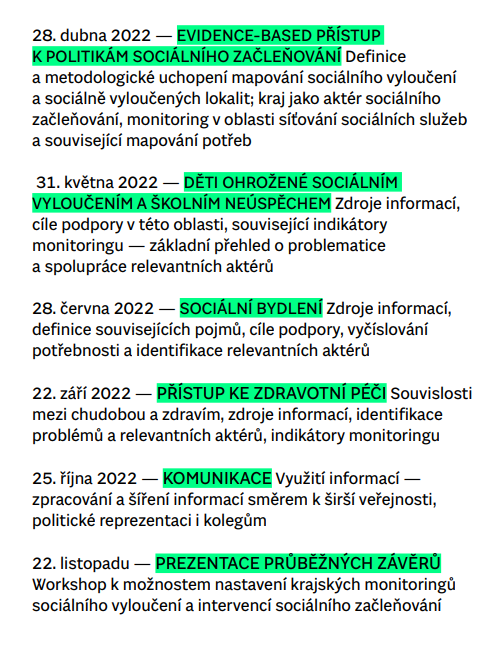 28. dubna 2022 — EVIDENCE-BASED PŘÍSTUP
K POLITIKÁM SOCIÁLNÍHO ZAČLEŇOVÁNÍ Definice
a metodologické uchopení mapování sociálního vyloučení
a sociálně vyloučených lokalit; kraj jako aktér sociálního
začleňování, monitoring v oblasti síťování sociálních služeb
a související mapování potřeb
31. května 2022 — DĚTI OHROŽENÉ SOCIÁLNÍM
VYLOUČENÍM A ŠKOLNÍM NEÚSPĚCHEM Zdroje informací,
cíle podpory v této oblasti, související indikátory
monitoringu — základní přehled o problematice
a spolupráce relevantních aktérů
28. června 2022 — SOCIÁLNÍ BYDLENÍ Zdroje informací,
definice souvisejících pojmů, cíle podpory, vyčíslování
potřebnosti a identifikace relevantních aktérů
22. září 2022 — PŘÍSTUP KE ZDRAVOTNÍ PÉČI Souvislosti
mezi chudobou a zdravím, zdroje informací, identifikace
problémů a relevantních aktérů, indikátory monitoringu
25. října 2022 — KOMUNIKACE Využití informací —
zpracování a šíření informací směrem k širší veřejnosti,
politické reprezentaci i kolegům
22. listopadu — PREZENTACE PRŮBĚŽNÝCH ZÁVĚRŮ
Workshop k možnostem nastavení krajských monitoringů
sociálního vyloučení a intervencí sociálního začleňování